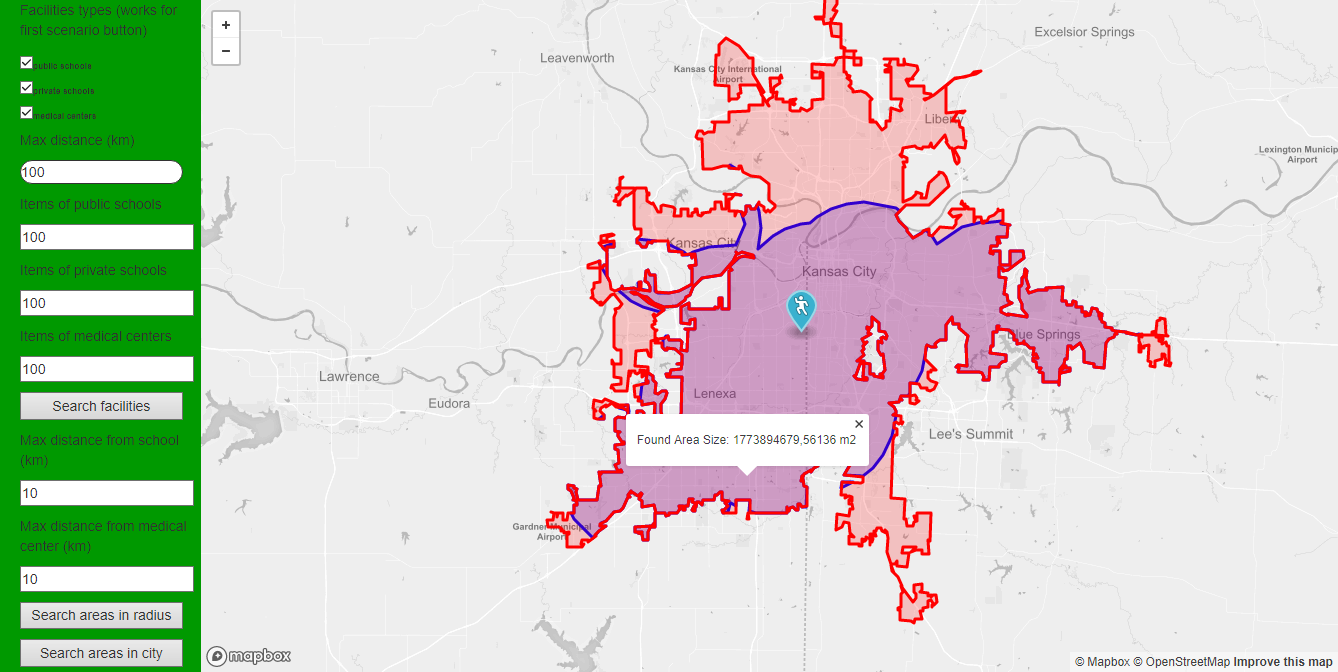 Facilities types (works for
first scenario button)
public schools
private schools
medical centers
Max distance (km)
100
Items of public schools
100
Items of private schools
100
Items of medical centers
100
Search facilities
Max distance from school
(km)
10
Max distance from medical
center (km)
10
Search areas in radius
Search areas in city
+
−
Excelsior Springs
Leavenworth
Kansas City International
Airport
Liberty
Lexington Municip
Airport
Kansas City
Kansas City
Blue Springs
Lawrence
Eudora
Lenexa
Lee's Summit
×
Found Area Size: 1773894679,56136 m2
Gardner Municipal
Airport
mapbox
© Mapbox © OpenStreetMap Improve this map